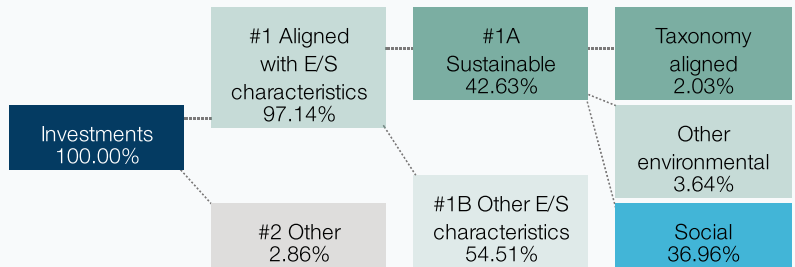 Investments
100.00%
#1 Aligned
with E/S
characteristics
97.14%
#2 Other
2.86%
#1A
Sustainable
42.63%
#1B Other E/S
characteristics
54.51%
Taxonomy
aligned
2.03%
Other
environmental
3.64%
Social
36.96%